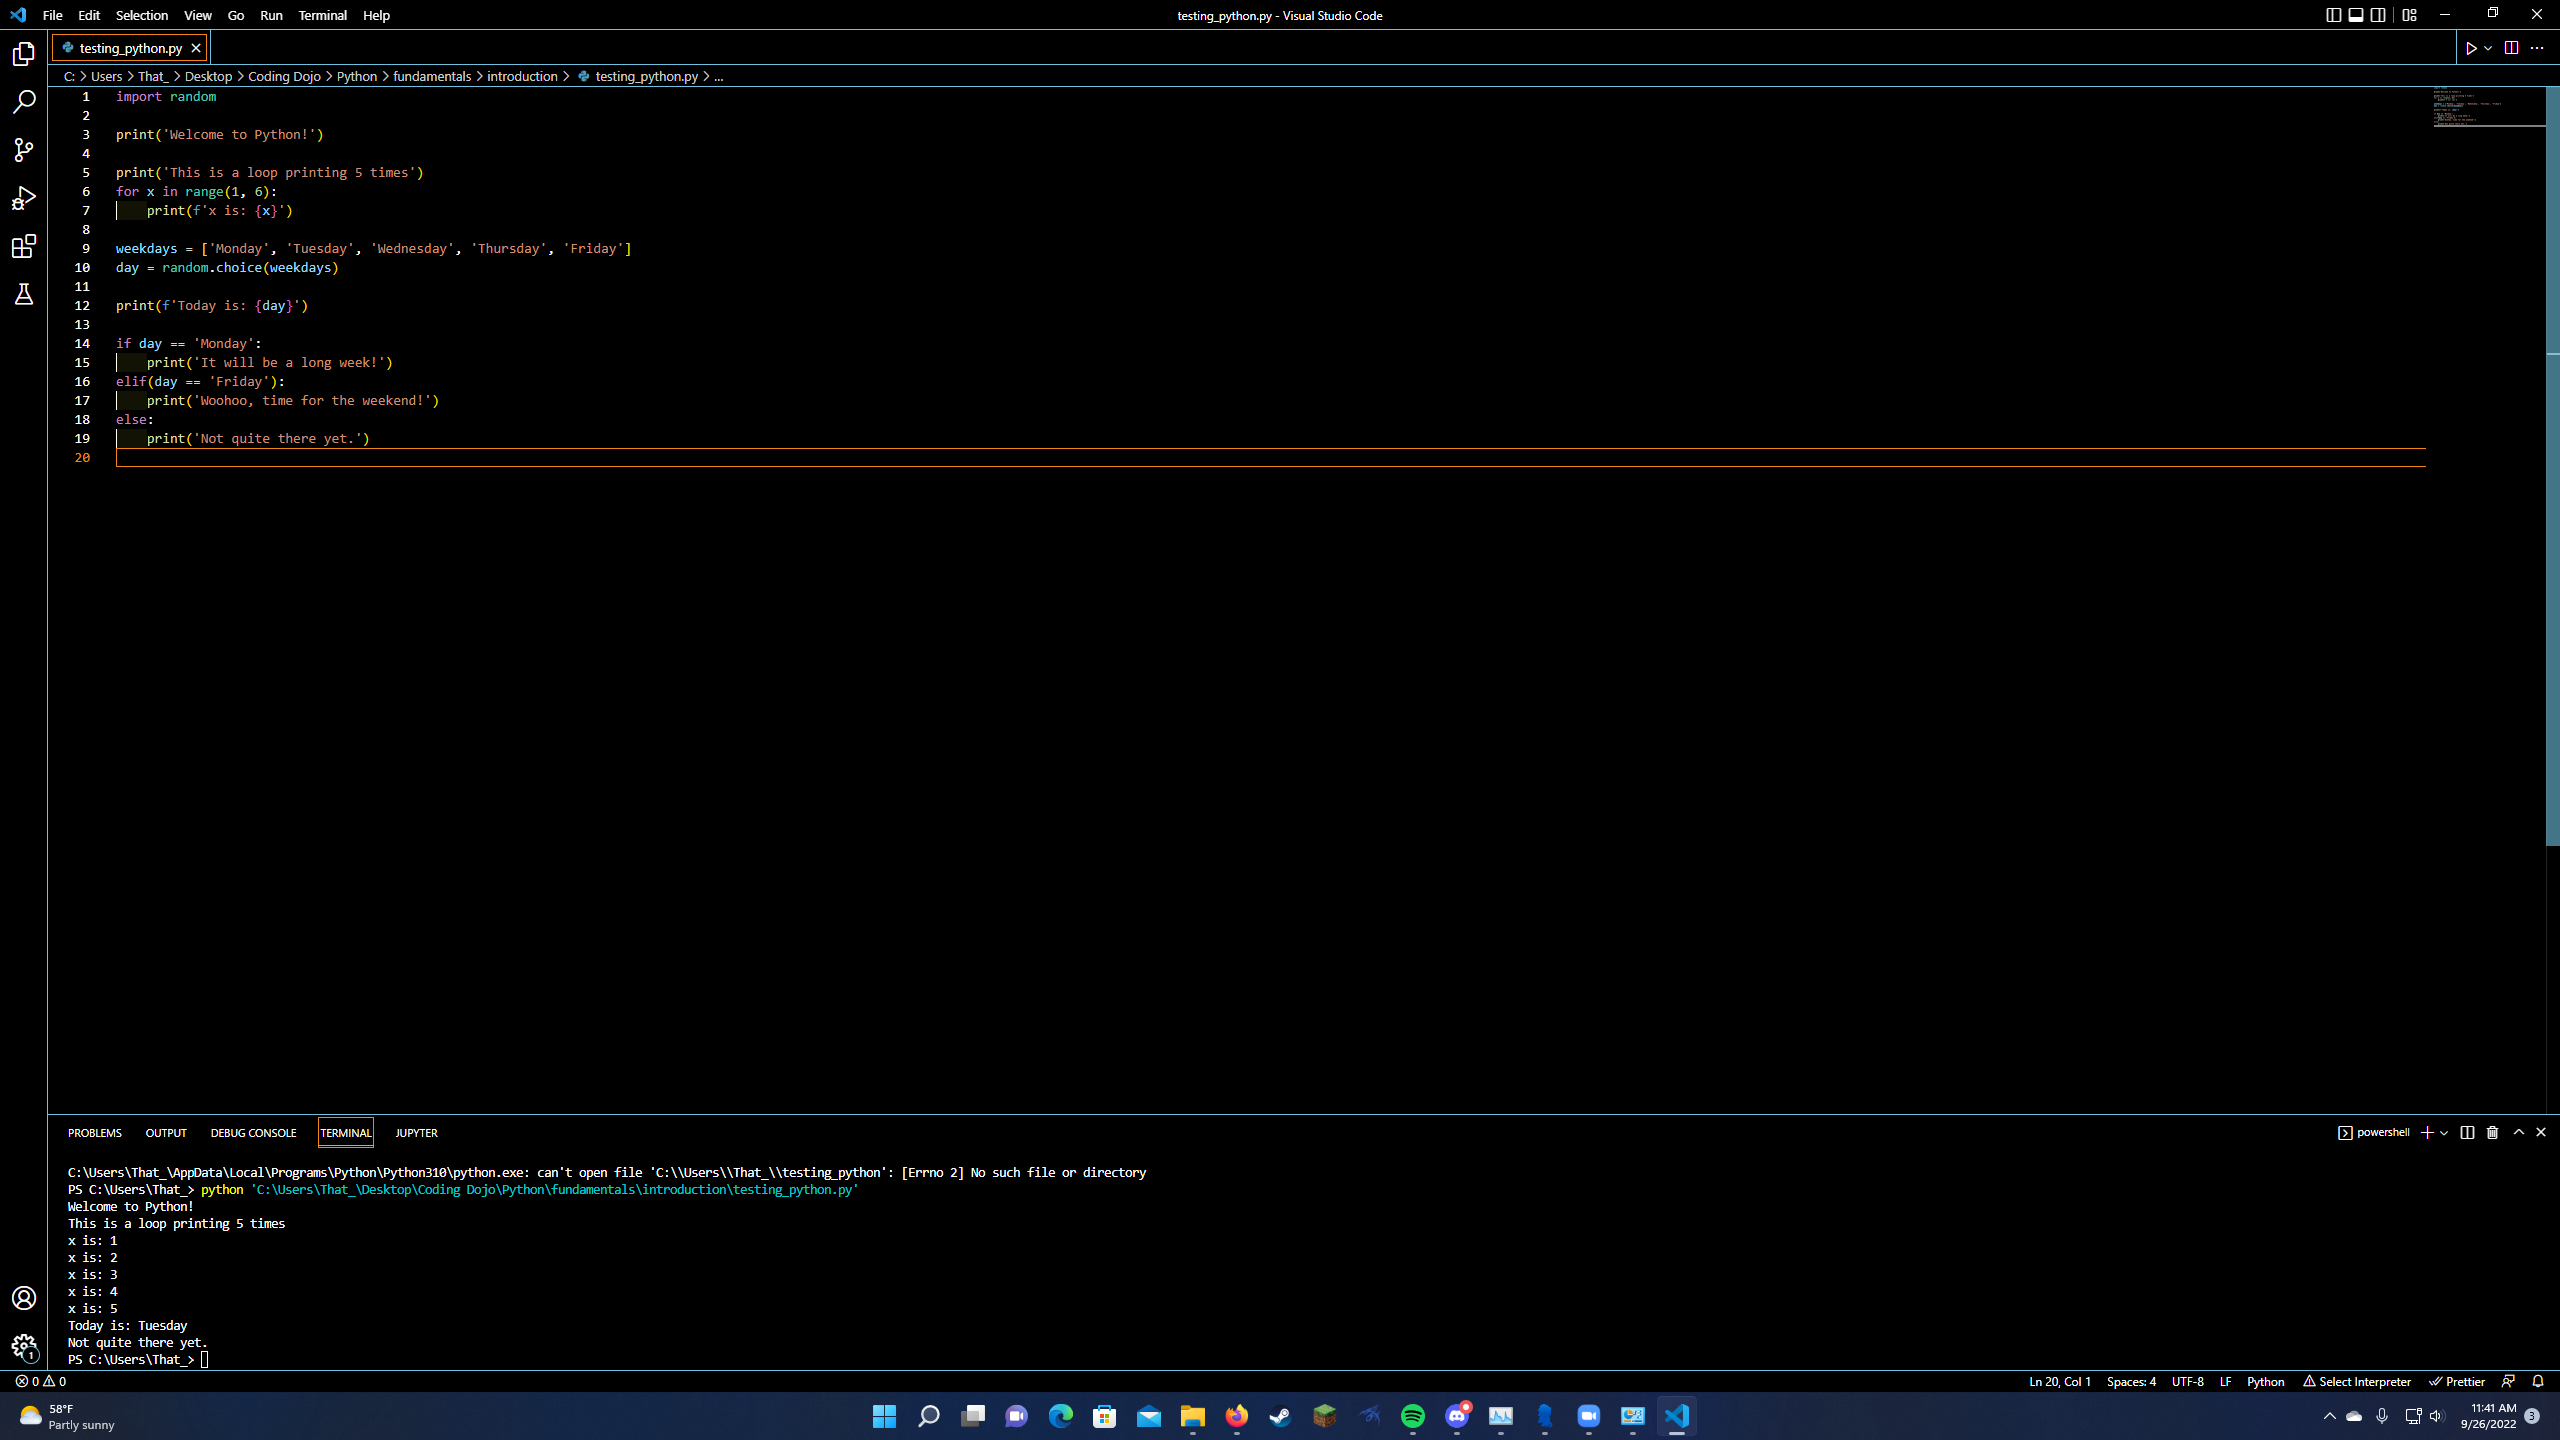 File Edit Selection View Go Run Terminal Help
testing_python.py - Visual Studio Code
testing_python.py
C: > Users > That_ > Desktop > Coding Dojo > Python > fundamentals > introduction > testing_python.py > ...
1 import random
2
3 print('Welcome to Python!')
4
5 print('This is a loop printing 5 times')
6 for x in range(1, 6):
7     print(f'x is: {x}')
8
9 weekdays = ['Monday', 'Tuesday', 'Wednesday', 'Thursday', 'Friday']
10 day = random.choice(weekdays)
11
12 print(f'Today is: {day}')
13
14 if day == 'Monday':
15     print('It will be a long week!')
16 elif(day == 'Friday'):
17     print('Woohoo, time for the weekend!')
18 else:
19     print('Not quite there yet.')
20
PROBLEMS OUTPUT DEBUG CONSOLE TERMINAL JUPYTER
powershell
C:\Users\That_\AppData\Local\Programs\Python\Python310\python.exe: can't open file 'C:\\Users\\That_\\testing_python': [Errno 2] No such file or directory
PS C:\Users\That_> python 'C:\Users\That_\Desktop\Coding Dojo\Python\fundamentals\introduction\testing_python.py'
Welcome to Python!
This is a loop printing 5 times
x is: 1
x is: 2
x is: 3
x is: 4
x is: 5
Today is: Tuesday
Not quite there yet.
PS C:\Users\That_>
1
0 0
Ln 20, Col 1 Spaces: 4 UTF-8 LF Python Select Interpreter Prettier
58°F
Partly sunny
11:41 AM
9/26/2022
3